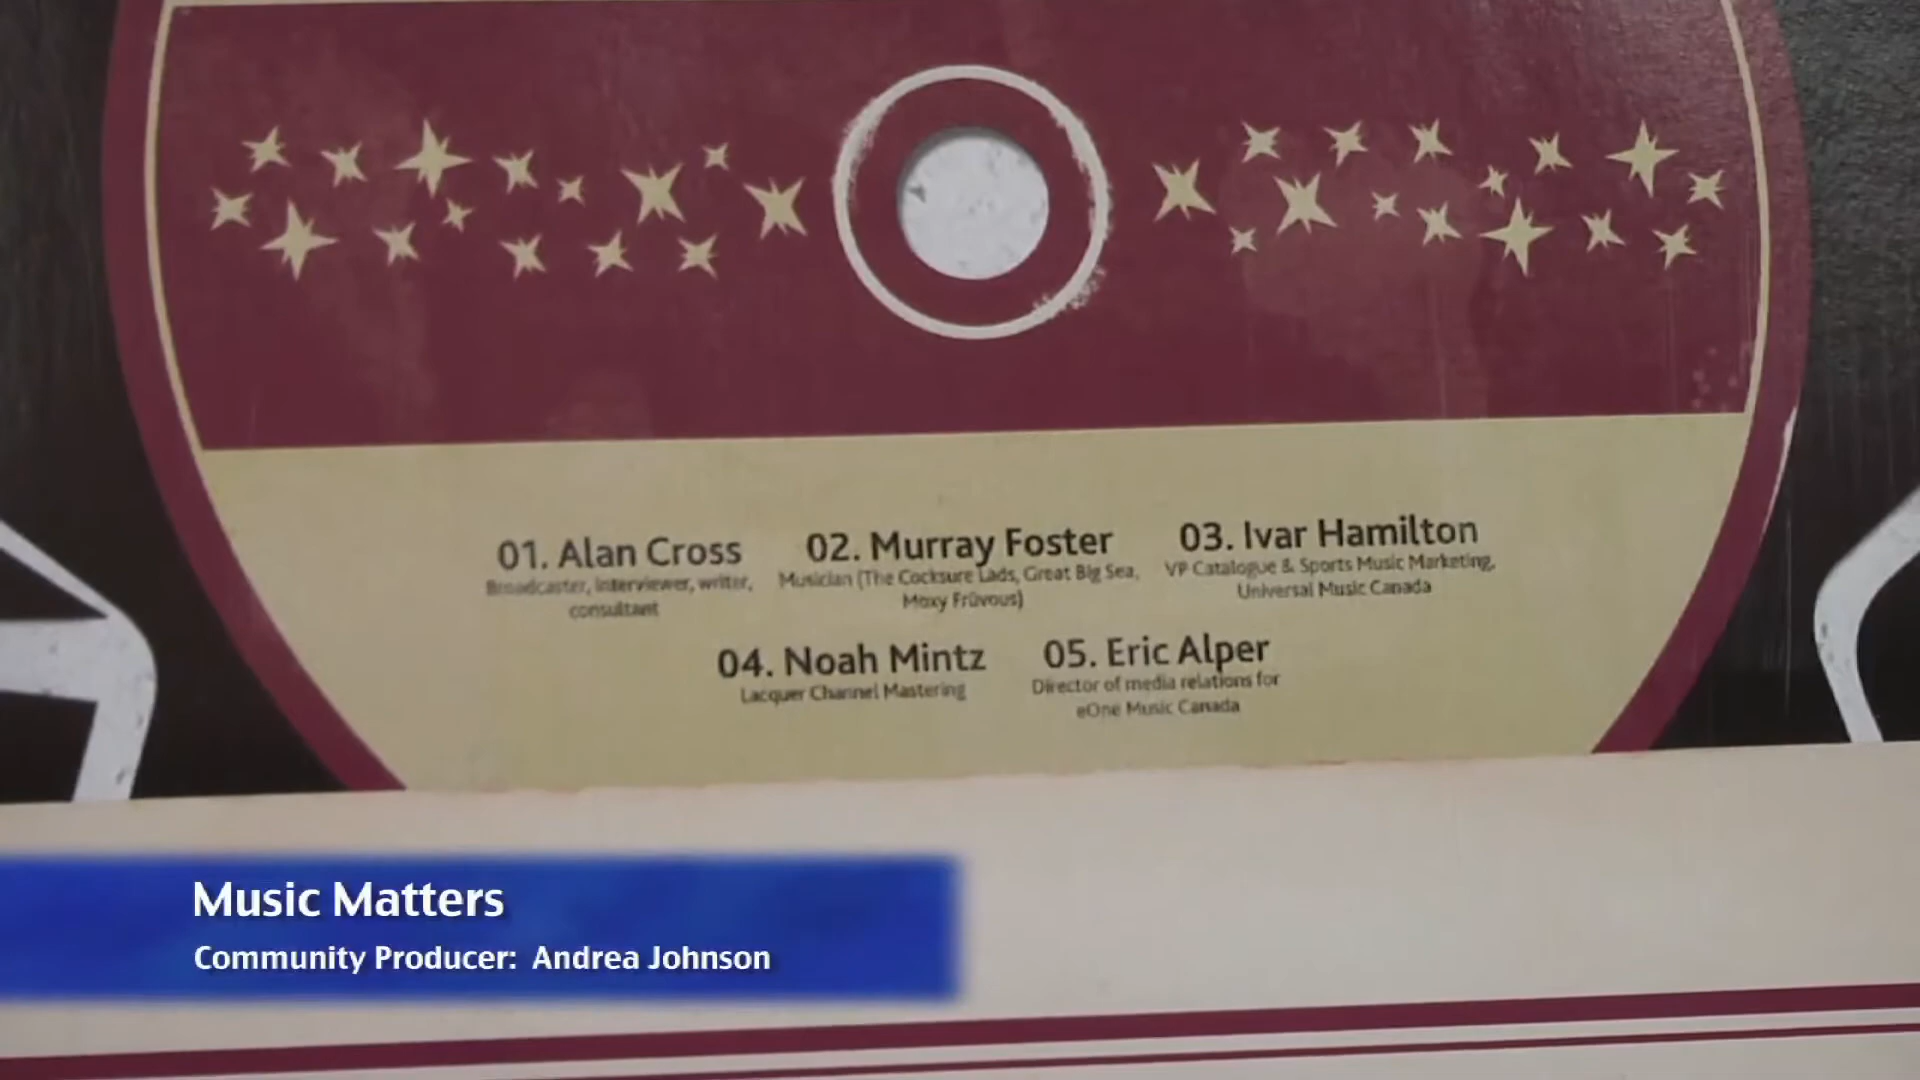 01. Alan Cross
Broadcaster, interviewer, writer,
consultant
02. Murray Foster
Musician (The Cocksure Lads, Great Big Sea,
Moxy Früvous)
03. Ivar Hamilton
VP Catalogue & Sports Music Marketing,
Universal Music Canada
04. Noah Mintz
Lacquer Channel Mastering
05. Eric Alper
Director of media relations for
eOne Music Canada
Music Matters
Community Producer: Andrea Johnson